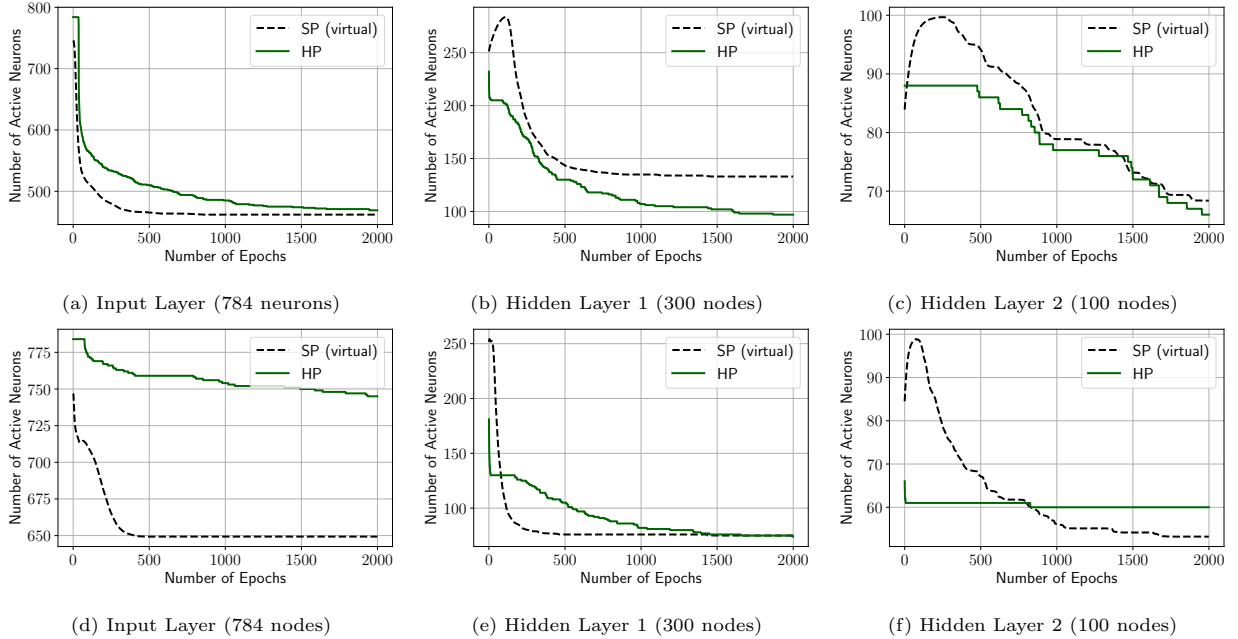 800
700
600
500
0
500
1000
1500
2000
Number of Active Neurons
Number of Epochs
SP (virtual)
HP
(a) Input Layer (784 neurons)
250
200
150
100
0
500
1000
1500
2000
Number of Active Neurons
Number of Epochs
SP (virtual)
HP
(b) Hidden Layer 1 (300 nodes)
100
90
80
70
0
500
1000
1500
2000
Number of Active Neurons
Number of Epochs
SP (virtual)
HP
(c) Hidden Layer 2 (100 nodes)
775
750
725
700
675
650
0
500
1000
1500
2000
Number of Active Neurons
Number of Epochs
SP (virtual)
HP
(d) Input Layer (784 nodes)
250
200
150
100
0
500
1000
1500
2000
Number of Active Neurons
Number of Epochs
SP (virtual)
HP
(e) Hidden Layer 1 (300 nodes)
100
90
80
70
60
0
500
1000
1500
2000
Number of Active Neurons
Number of Epochs
SP (virtual)
HP
(f) Hidden Layer 2 (100 nodes)